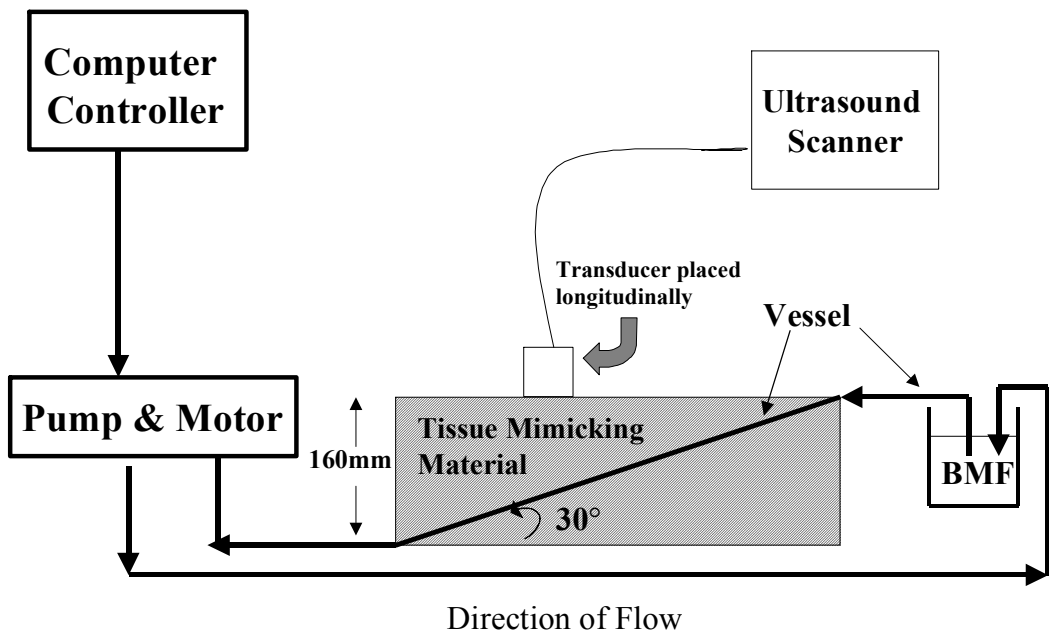 Computer
Controller
Ultrasound
Scanner
Transducer placed
longitudinally
Vessel
Pump & Motor
160mm
Tissue Mimicking
Material
30°
BMF
Direction of Flow